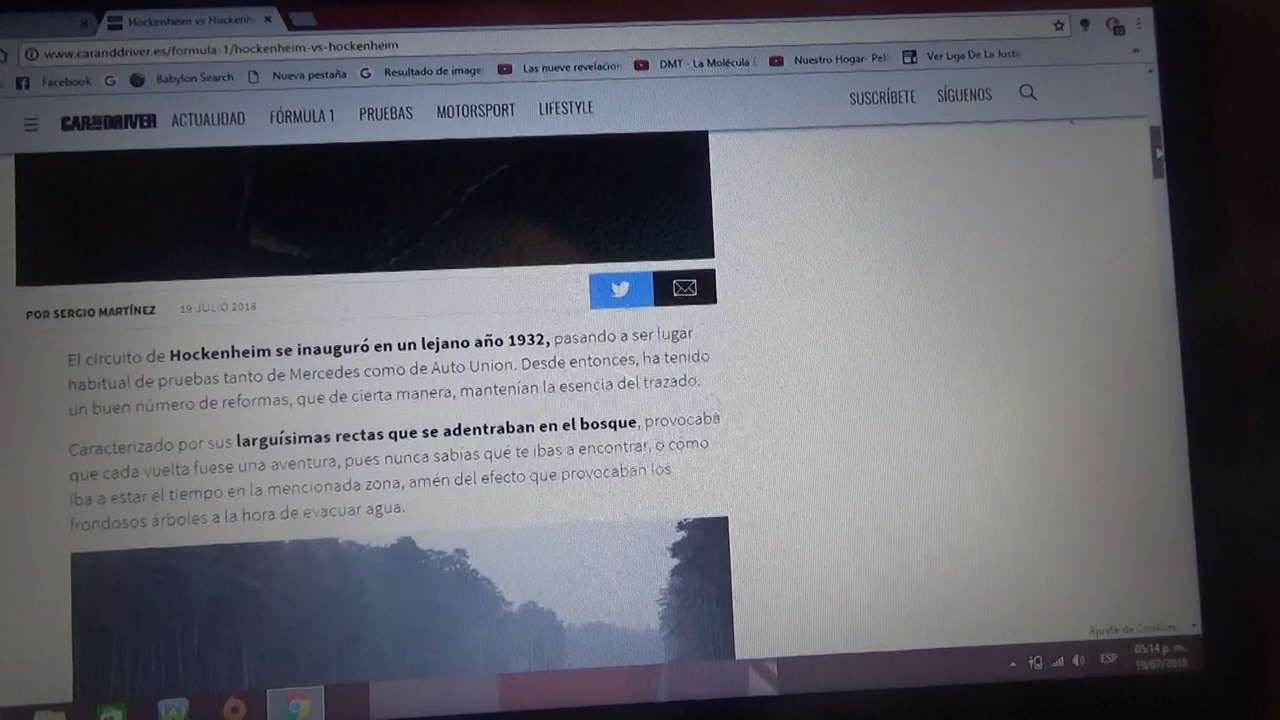 Hockenheim vs Hockenh
www.caranddriver.es/formula-1/hockenheim-vs-hockenheim
Facebook
Babylon Search
Nueva pestaña
Resultado de image
Las nueve revelacion
DMT - La Molécula
Nuestro Hogar- Pel
Ver Liga De La Justic
CAR AND DRIVER ACTUALIDAD FÓRMULA 1 PRUEBAS MOTORSPORT LIFESTYLE SUSCRÍBETE SÍGUENOS
POR SERGIO MARTÍNEZ 19 JULIO 2018
El circuito de Hockenheim se inauguró en un lejano año 1932, pasando a ser lugar
habitual de pruebas tanto de Mercedes como de Auto Union. Desde entonces, ha tenido
un buen número de reformas, que de cierta manera, mantenían la esencia del trazado.
Caracterizado por sus larguísimas rectas que se adentraban en el bosque, provocaba
que cada vuelta fuese una aventura, pues nunca sabías qué te ibas a encontrar, o cómo
iba a estar el tiempo en la mencionada zona, amén del efecto que provocaban los
frondosos árboles a la hora de evacuar agua.
Ajuste de Cookies
ESP
05:14 p. m.
19/07/2018